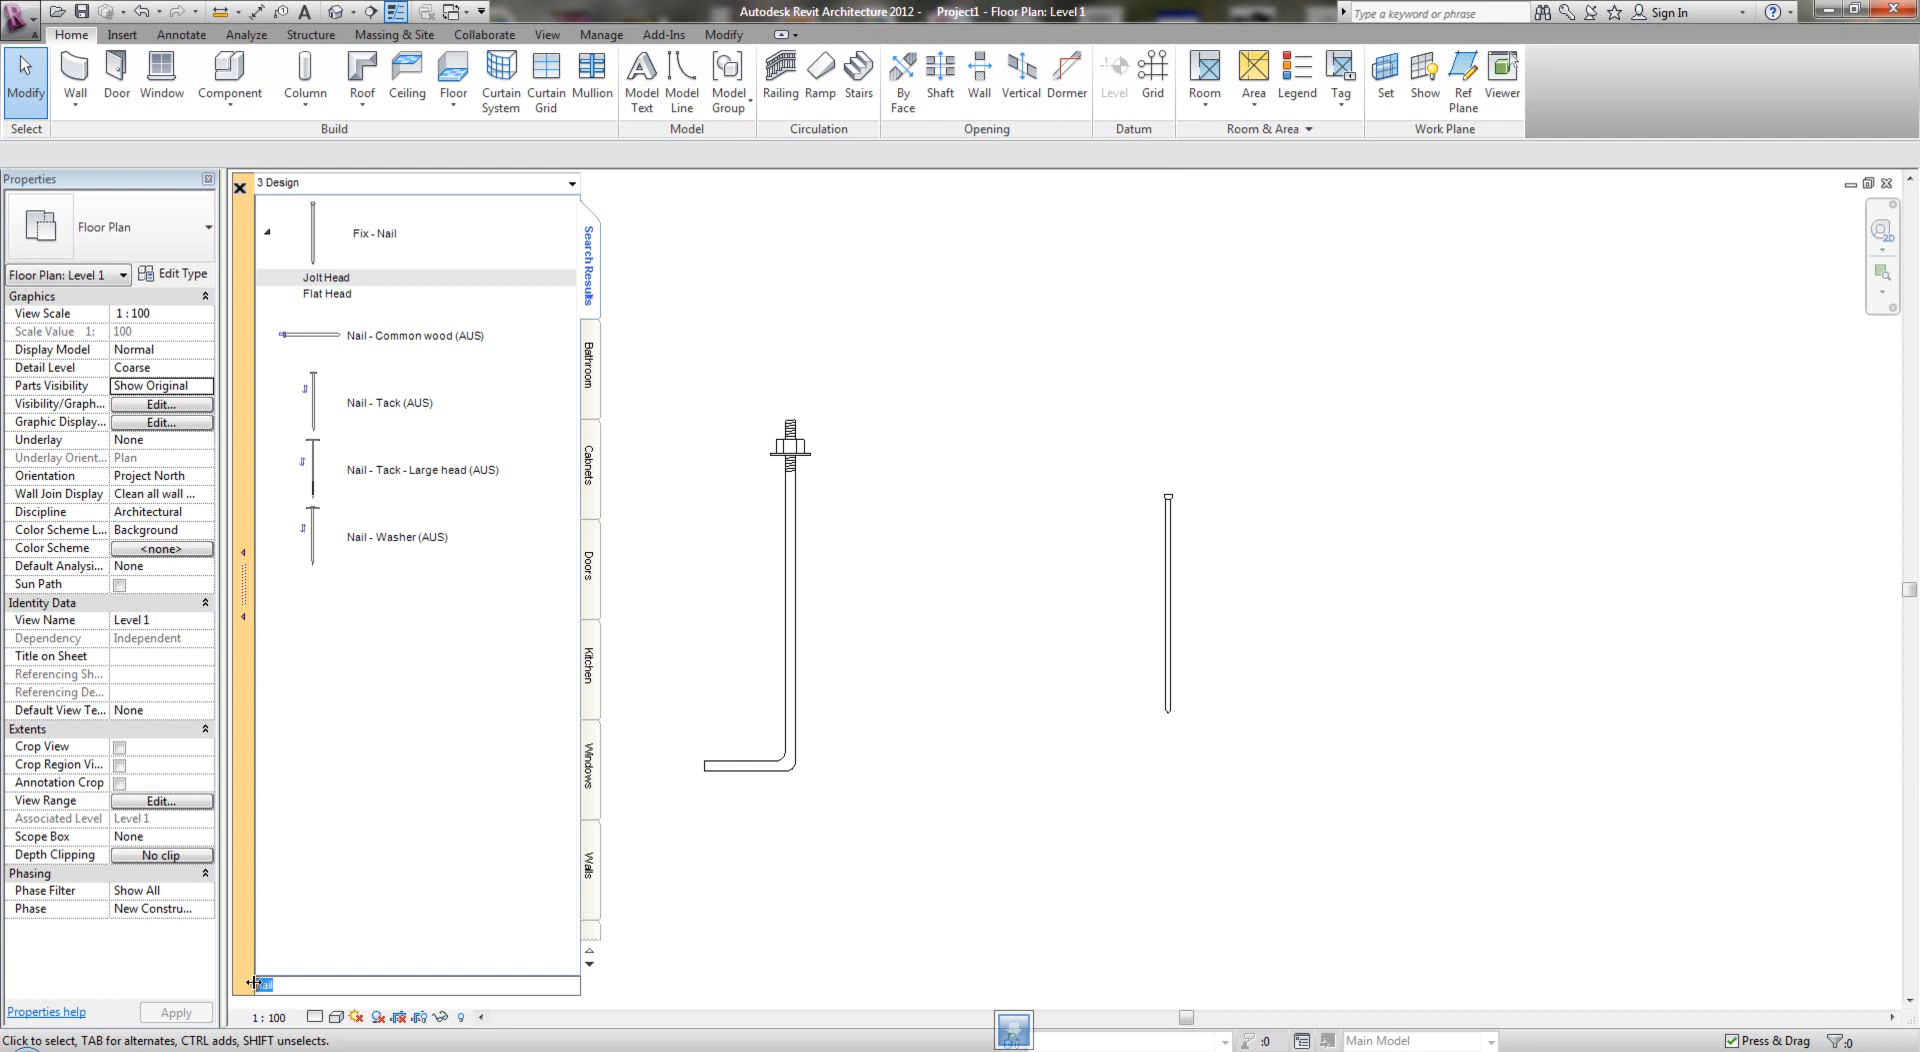 Autodesk Revit Architecture 2012 - Project1 - Floor Plan: Level 1
Type a keyword or phrase
Sign In
Home Insert Annotate Analyze Structure Massing & Site Collaborate View Manage Add-Ins Modify
Modify
Wall
Door
Window
Component
Column
Roof
Ceiling
Floor
Curtain System
Curtain Grid
Mullion
Model Text
Model Line
Model Group
Railing
Ramp
Stairs
By Face
Shaft
Wall
Vertical
Dormer
Level
Grid
Room
Area
Legend
Tag
Set
Show
Ref Plane
Viewer
Select
Build
Model
Circulation
Opening
Datum
Room & Area
Work Plane
Properties
Floor Plan
Floor Plan: Level 1
Edit Type
Graphics
View Scale 1 : 100
Scale Value 1: 100
Display Model Normal
Detail Level Coarse
Parts Visibility Show Original
Visibility/Graph... Edit...
Graphic Display... Edit...
Underlay None
Underlay Orient... Plan
Orientation Project North
Wall Join Display Clean all wall ...
Discipline Architectural
Color Scheme L... Background
Color Scheme <none>
Default Analysi... None
Sun Path
Identity Data
View Name Level 1
Dependency Independent
Title on Sheet
Referencing Sh...
Referencing De...
Default View Te... None
Extents
Crop View
Crop Region Vi...
Annotation Crop
View Range Edit...
Associated Level Level 1
Scope Box None
Depth Clipping No clip
Phasing
Phase Filter Show All
Phase New Constru...
Properties help
Apply
3 Design
Fix - Nail
Jolt Head
Flat Head
Nail - Common wood (AUS)
Nail - Tack (AUS)
Nail - Tack - Large head (AUS)
Nail - Washer (AUS)
Search Results
Bathroom
Cabnets
Doors
Kitchen
Windows
Walls
2D
1 : 100
Click to select, TAB for alternates, CTRL adds, SHIFT unselects.
:0
Main Model
Press & Drag
:0